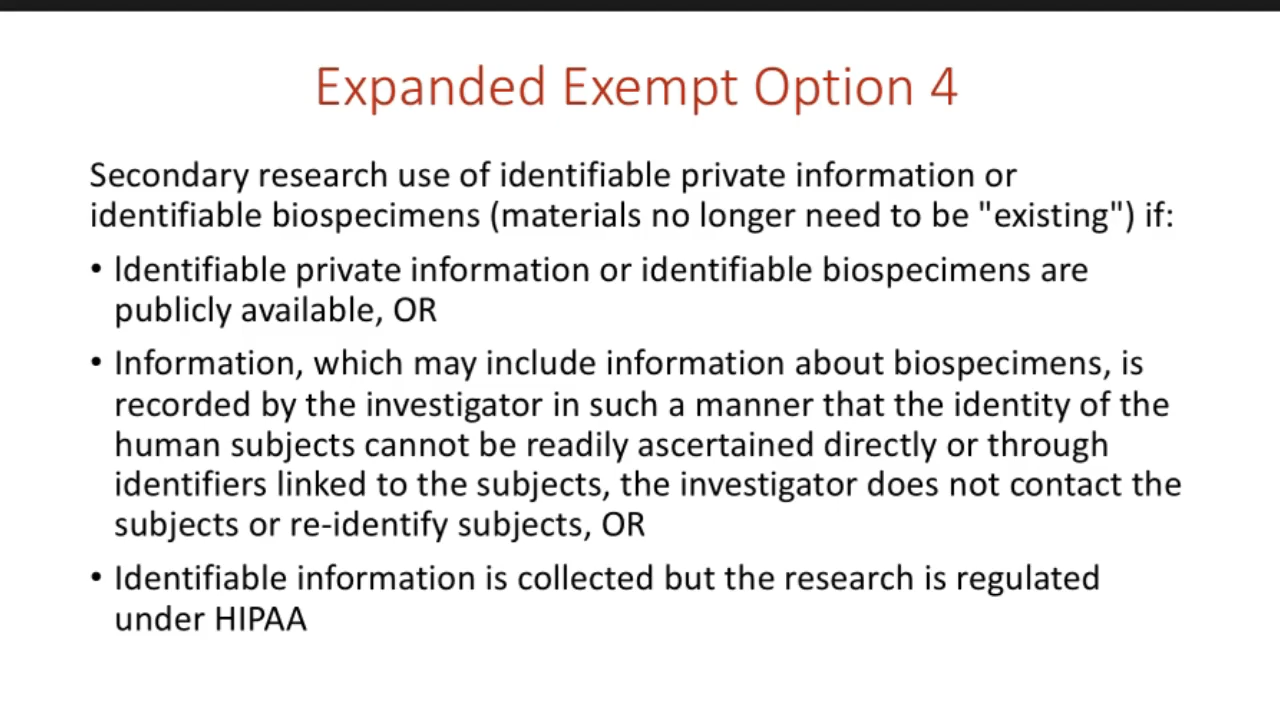 Expanded Exempt Option 4
Secondary research use of identifiable private information or
identifiable biospecimens (materials no longer need to be "existing") if:
• Identifiable private information or identifiable biospecimens are
publicly available, OR
• Information, which may include information about biospecimens, is
recorded by the investigator in such a manner that the identity of the
human subjects cannot be readily ascertained directly or through
identifiers linked to the subjects, the investigator does not contact the
subjects or re-identify subjects, OR
• Identifiable information is collected but the research is regulated
under HIPAA